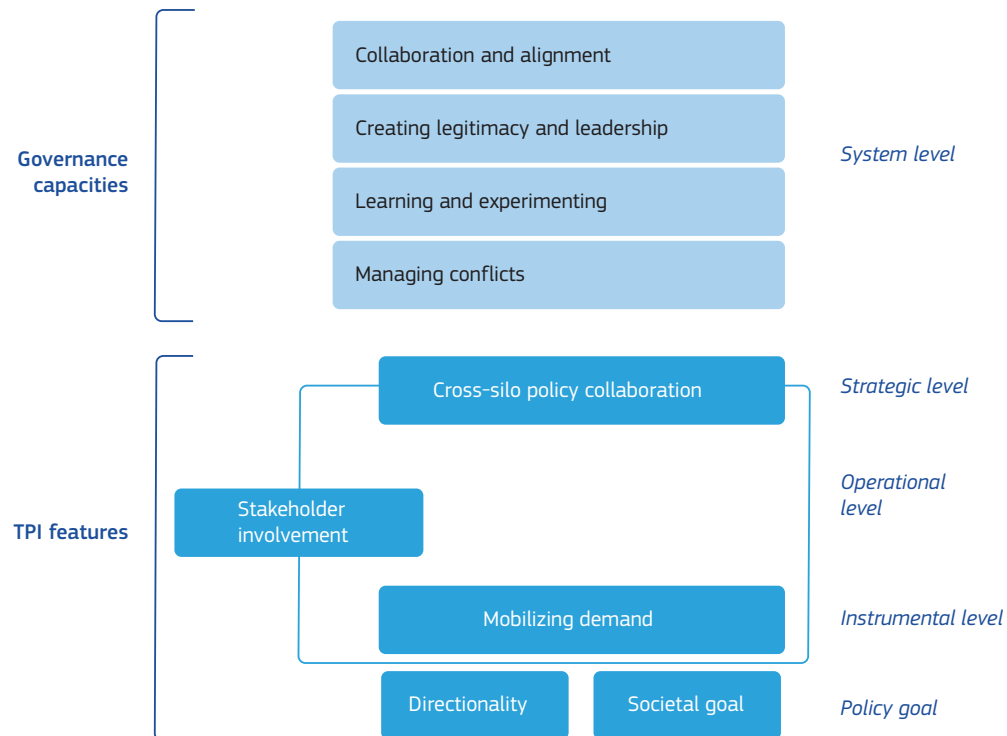 Collaboration and alignment
Creating legitimacy and leadership
Learning and experimenting
Managing conflicts
Governance
capacities
System level
Cross-silo policy collaboration
Strategic level
Operational
level
Stakeholder
involvement
TPI features
Mobilizing demand
Instrumental level
Directionality
Societal goal
Policy goal